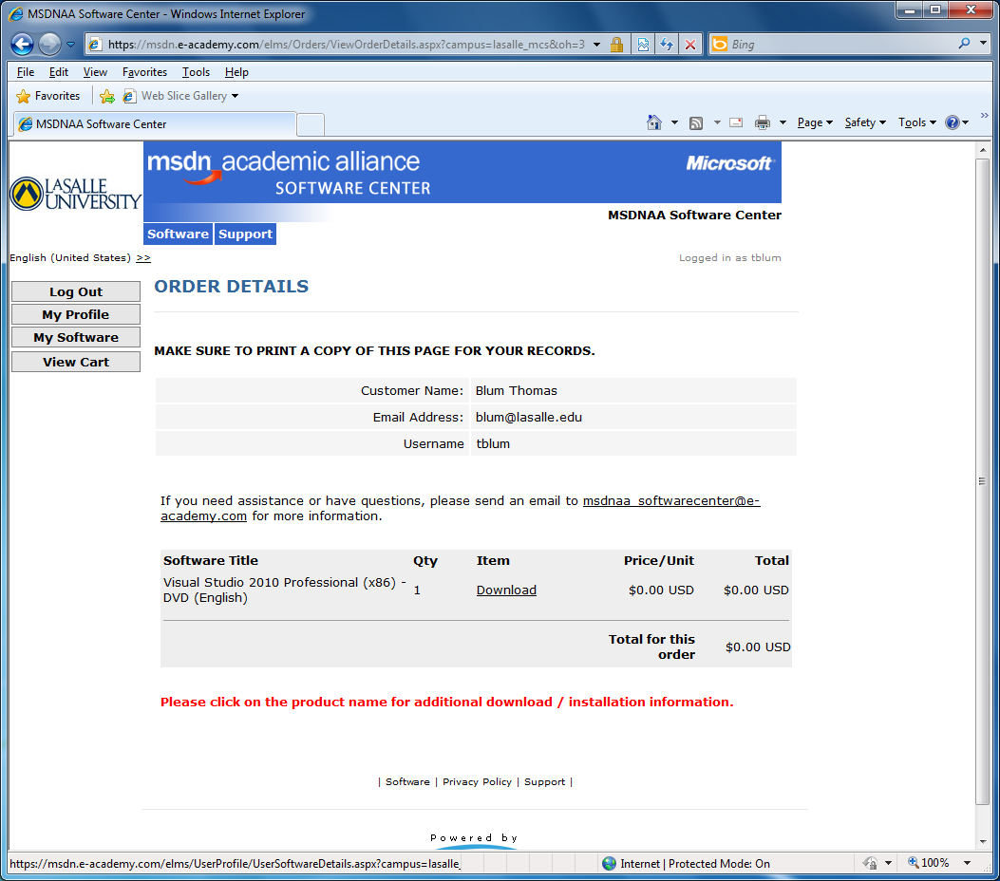 MSDNAA Software Center - Windows Internet Explorer
https://msdn.e-academy.com/elms/Orders/ViewOrderDetails.aspx?campus=lasalle_mcs&oh=3
Bing
File Edit View Favorites Tools Help
Favorites Web Slice Gallery
MSDNAA Software Center
Page Safety Tools
LASALLE
UNIVERSITY
msdn academic alliance
SOFTWARE CENTER
Microsoft
MSDNAA Software Center
Software Support
English (United States) >>
Logged in as tblum
Log Out
My Profile
My Software
View Cart
ORDER DETAILS
MAKE SURE TO PRINT A COPY OF THIS PAGE FOR YOUR RECORDS.
Customer Name: Blum Thomas
Email Address: blum@lasalle.edu
Username tblum
If you need assistance or have questions, please send an email to msdnaa_softwarecenter@e-
academy.com for more information.
Software Title Qty Item Price/Unit Total
Visual Studio 2010 Professional (x86) -
DVD (English) 1 Download $0.00 USD $0.00 USD
Total for this
order $0.00 USD
Please click on the product name for additional download / installation information.
| Software | Privacy Policy | Support |
Powered by
https://msdn.e-academy.com/elms/UserProfile/UserSoftwareDetails.aspx?campus=lasalle_
Internet | Protected Mode: On
100%